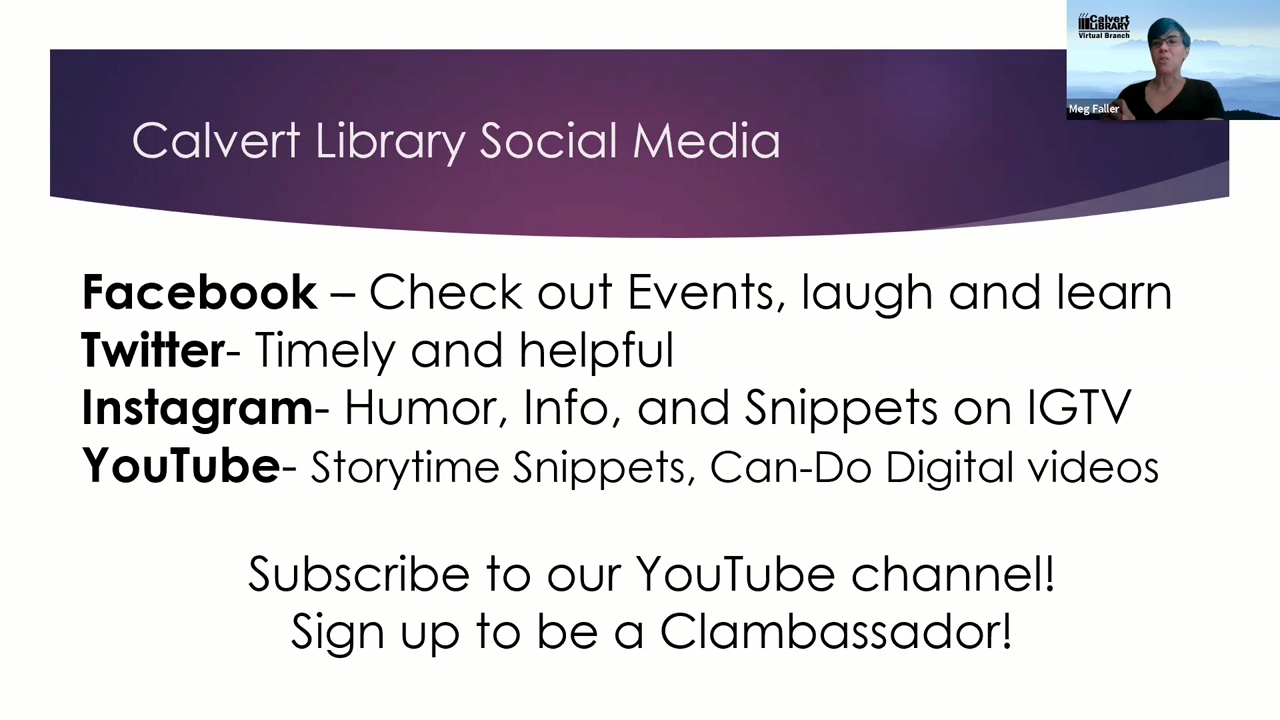 Calvert
LIBRARY
Virtual Branch
Meg Faller
Calvert Library Social Media
Facebook – Check out Events, laugh and learn
Twitter- Timely and helpful
Instagram- Humor, Info, and Snippets on IGTV
YouTube- Storytime Snippets, Can-Do Digital videos
Subscribe to our YouTube channel!
Sign up to be a Clambassador!